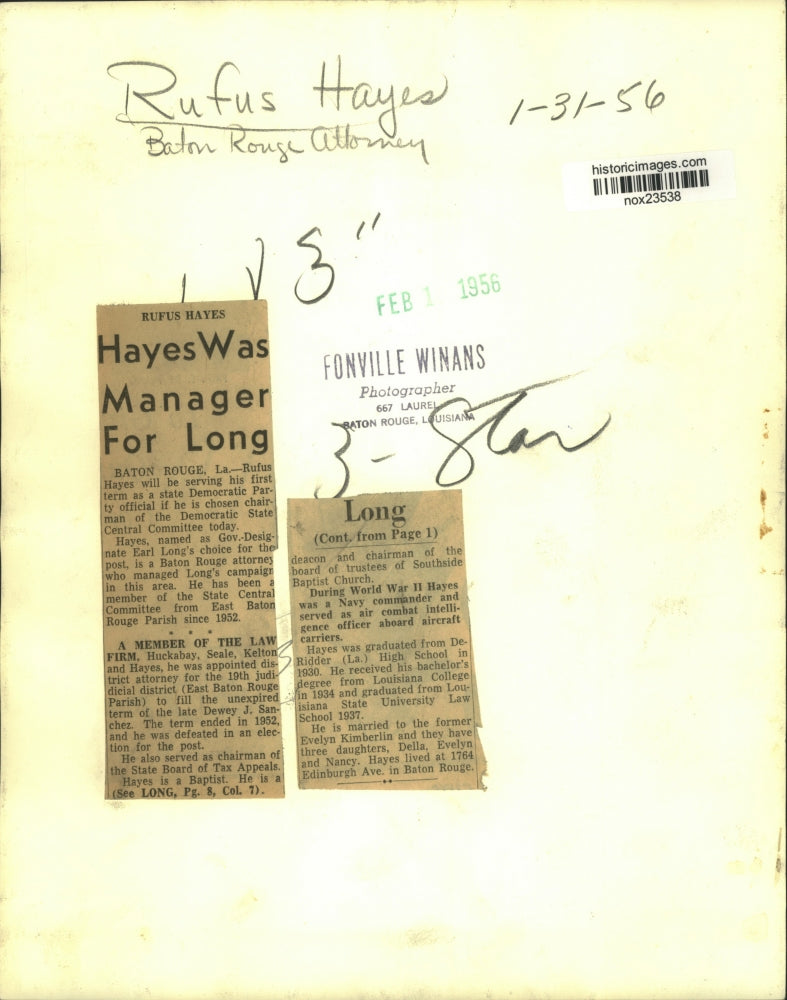 Rufus Hayes
1-31-56
Baton Rouge Attorney
historicimages.com
nox23538
1 V 3"
FEB 1 1956
FONVILLE WINANS
Photographer
667 LAUREL
BATON ROUGE, LOUISIANA
3- Star
RUFUS HAYES
Hayes Was
Manager
For Long
BATON ROUGE, La.—Rufus
Hayes will be serving his first
term as a state Democratic Par-
ty official if he is chosen chair-
man of the Democratic State
Central Committee today.
Hayes, named as Gov.-Desig-
nate Earl Long's choice for the
post, is a Baton Rouge attorney
who managed Long's campaign
in this area. He has been a
member of the State Central
Committee from East Baton
Rouge Parish since 1952.
* * *
A MEMBER OF THE LAW
FIRM, Huckabay, Seale, Kelton
and Hayes, he was appointed dis-
trict attorney for the 19th judi-
dicial district (East Baton Rouge
Parish) to fill the unexpired
term of the late Dewey J. San-
chez. The term ended in 1952,
and he was defeated in an elec-
tion for the post.
He also served as chairman of
the State Board of Tax Appeals.
Hayes is a Baptist. He is a
(See LONG, Pg. 8, Col. 7).
Long
(Cont. from Page 1)
deacon and chairman of the
board of trustees of Southside
Baptist Church.
During World War II Hayes
was a Navy commander and
served as air combat intelli-
gence officer aboard aircraft
carriers.
Hayes was graduated from De-
Ridder (La.) High School in
1930. He received his bachelor's
degree from Louisiana College
in 1934 and graduated from Lou-
isiana State University Law
School 1937.
He is married to the former
Evelyn Kimberlin and they have
three daughters, Della, Evelyn
and Nancy. Hayes lived at 1764
Edinburgh Ave. in Baton Rouge.